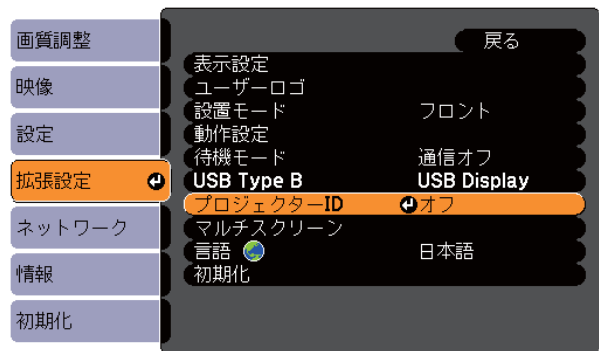 画質調整
映像
設定
拡張設定
ネットワーク
情報
初期化
戻る
表示設定
ユーザーロゴ
設置モード フロント
動作設定
待機モード 通信オフ
USB Type B USB Display
プロジェクターID オフ
マルチスクリーン
言語 日本語
初期化